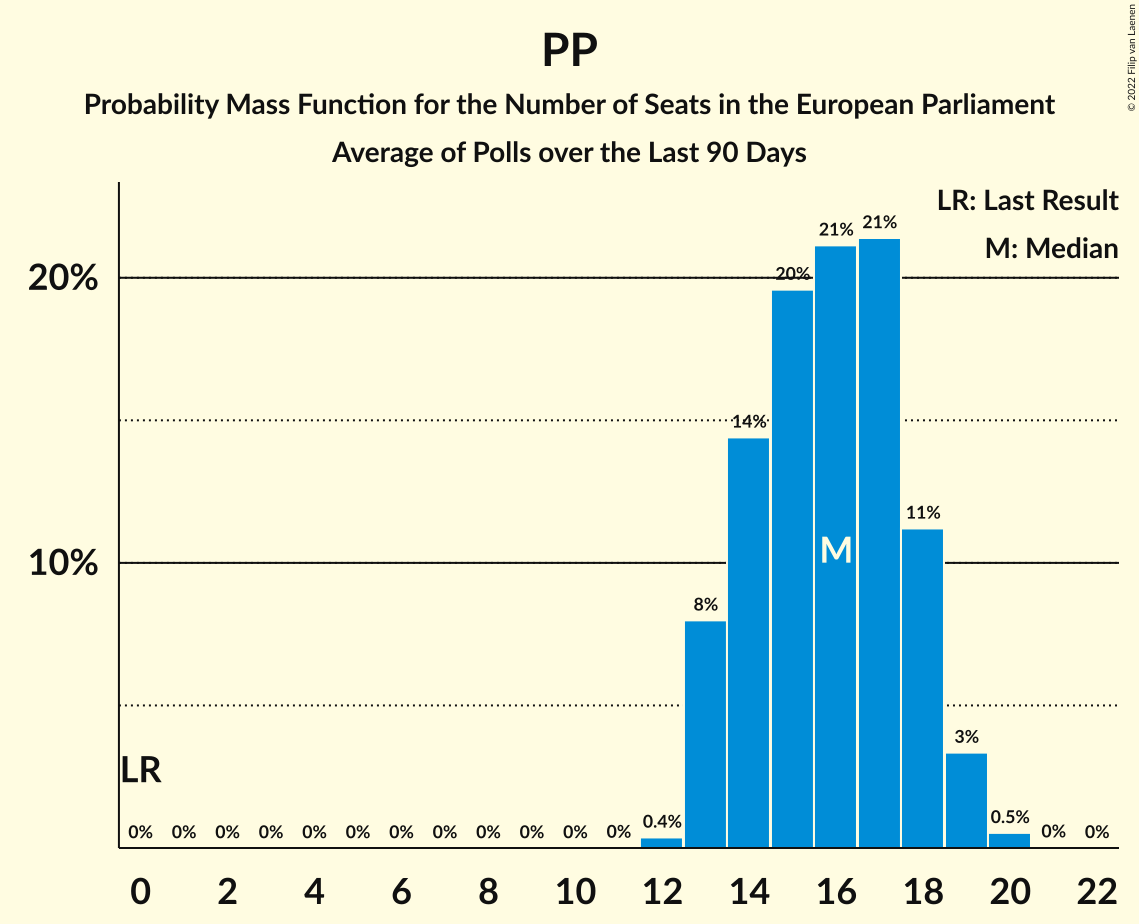 PP
Probability Mass Function for the Number of Seats in the European Parliament
Average of Polls over the Last 90 Days
© 2022 Filip van Laenen
LR: Last Result
M: Median
20%
10%
0% 0% 0% 0% 0% 0% 0% 0% 0% 0% 0% 0% 0.4% 8% 14% 20% 21% 21% 11% 3% 0.5% 0% 0%
LR
M
0 2 4 6 8 10 12 14 16 18 20 22